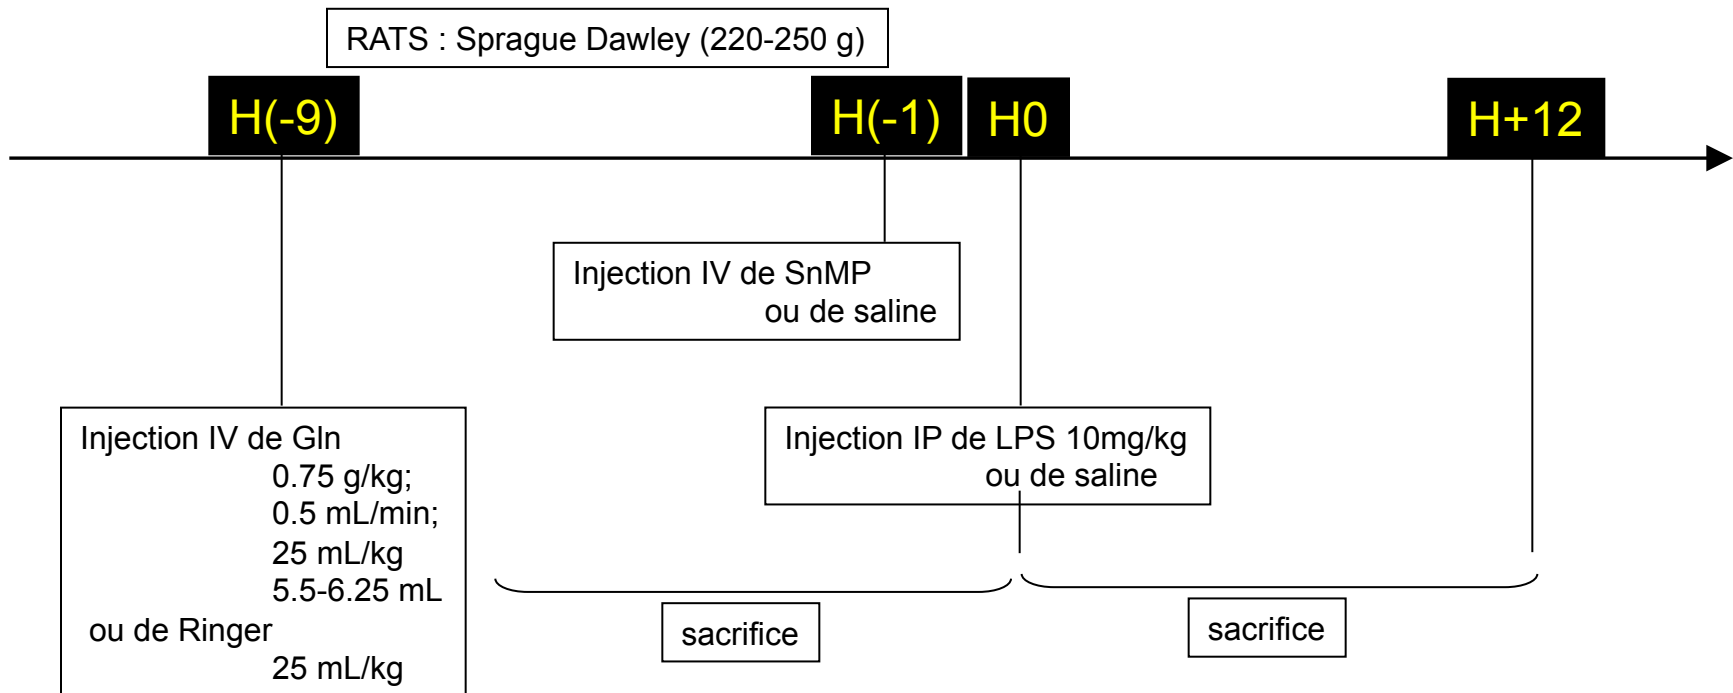 RATS : Sprague Dawley (220-250 g)
H(-9)
H(-1)
H0
H+12
Injection IV de SnMP
ou de saline
Injection IV de Gln
0.75 g/kg;
0.5 mL/min;
25 mL/kg
5.5-6.25 mL
ou de Ringer
25 mL/kg
Injection IP de LPS 10mg/kg
ou de saline
sacrifice
sacrifice